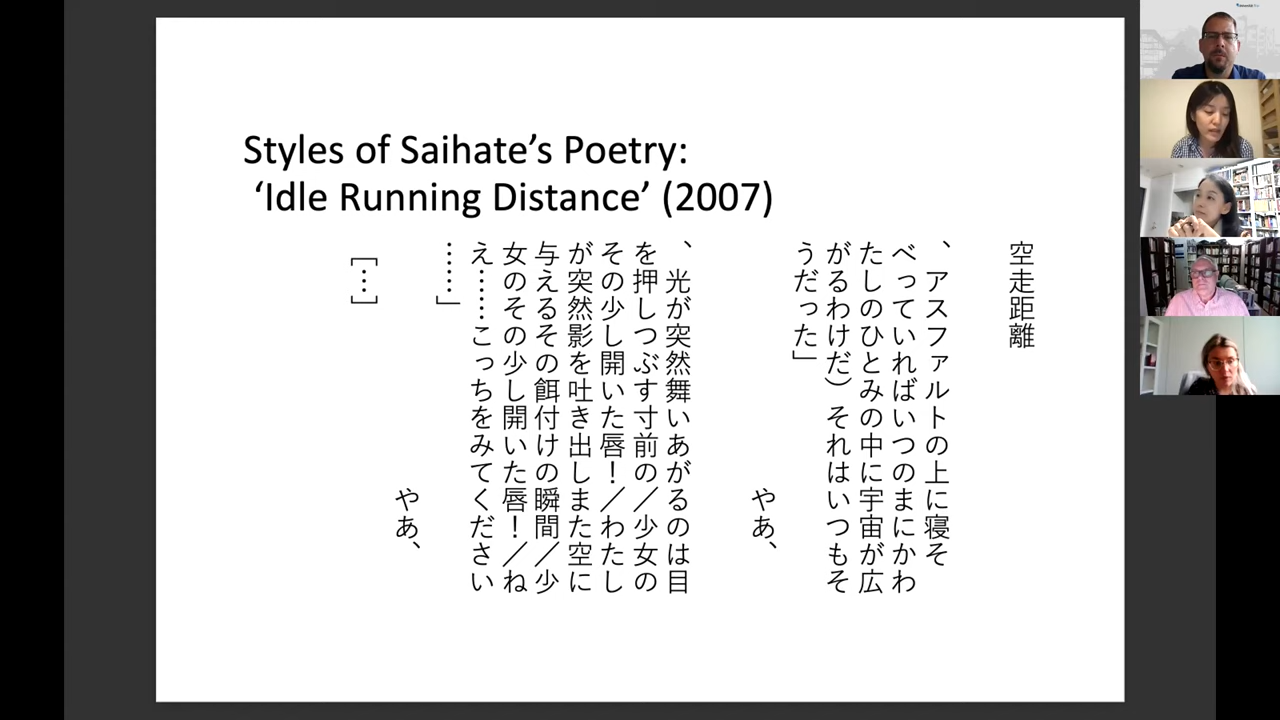 Styles of Saihate’s Poetry:
‘Idle Running Distance’ (2007)
空走距離
、アスファルトの上に寝そ
べっていればいつのまにかわ
たしのひとみの中に宇宙が広
がるわけだ）それはいつもそ
うだった」
やあ、
、光が突然舞いあがるのは目
を押しつぶす寸前の／少女の
その少し開いた唇！／わたし
が突然影を吐き出しまた空に
与えるその餌付けの瞬間／少
女のその少し開いた唇！／ね
え……こっちをみてください
……」
やあ、
［…］